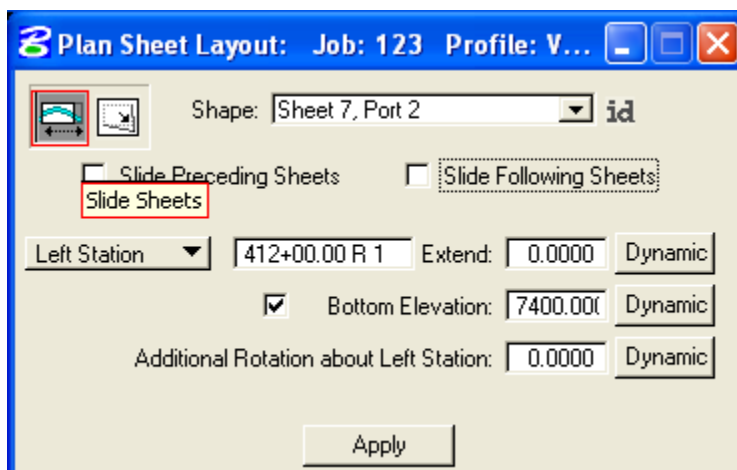 Plan Sheet Layout: Job: 123 Profile: V...
Shape: Sheet 7, Port 2 id
Slide Preceding Sheets Slide Following Sheets
Slide Sheets
Left Station 412+00.00 R 1 Extend: 0.0000 Dynamic
Bottom Elevation: 7400.00 Dynamic
Additional Rotation about Left Station: 0.0000 Dynamic
Apply